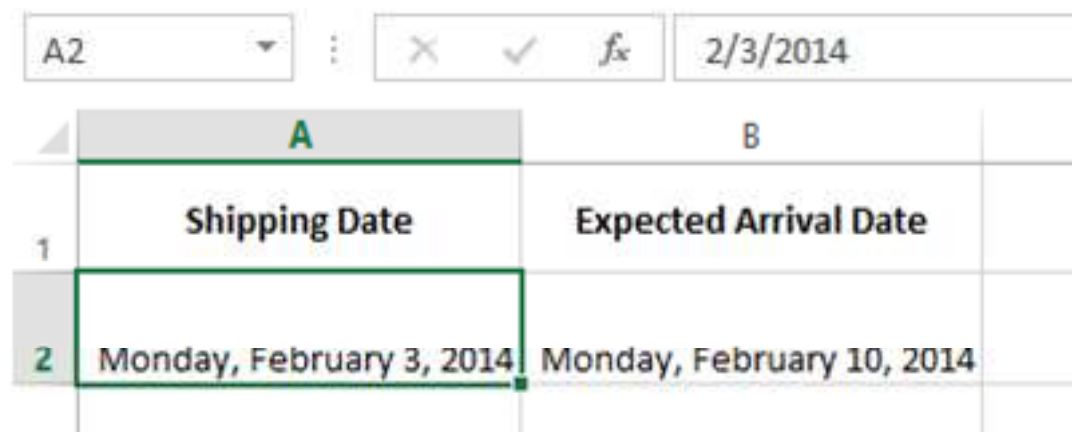 A2 fx 2/3/2014
A B
1 Shipping Date Expected Arrival Date
2 Monday, February 3, 2014 Monday, February 10, 2014